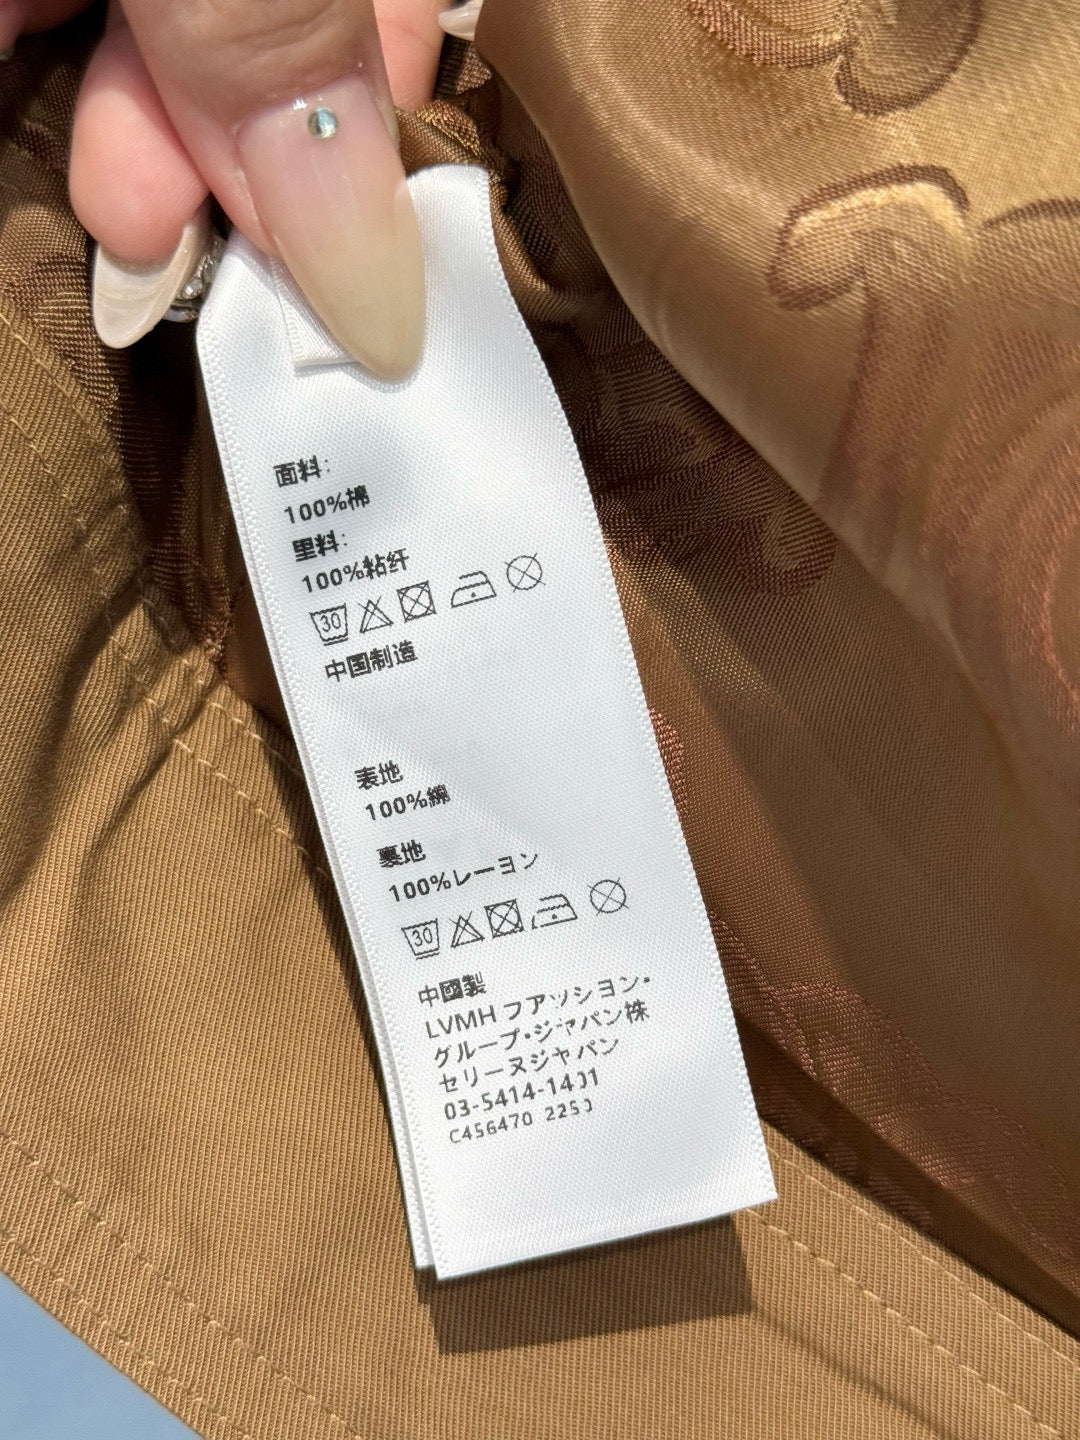 面料:
100%棉
里料:
100%粘纤
30
中国制造
表地
100%綿
裏地
100%レーヨン
30
中國製
LVMH ファッション・
グループ・ジャパン株
セリーヌジャパン
03-5414-1401
C456470 2250